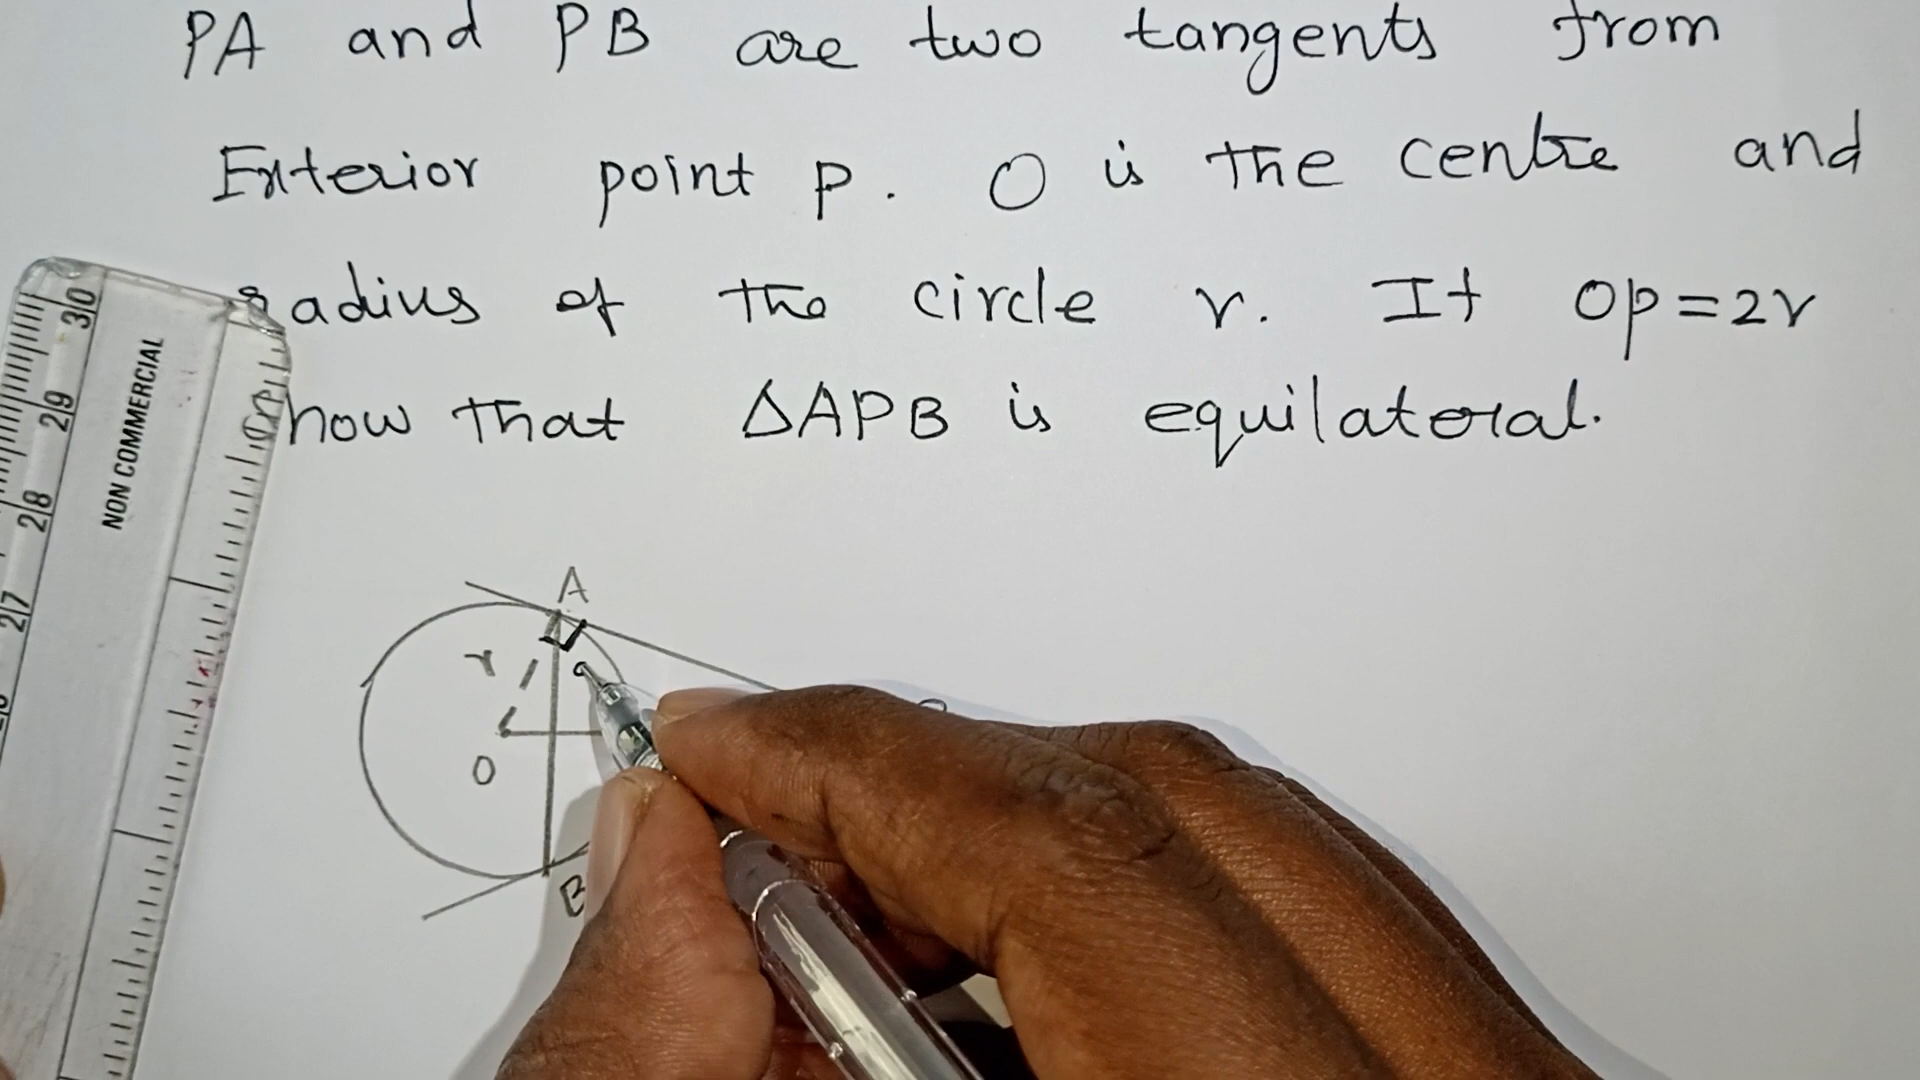 PA and PB are two tangents from
Exterior point P. O is the centre and
radius of the circle r. If OP=2r
show that ΔAPB is equilateral.
30
29
28
27
NON COMMERCIAL
A
r
O
B